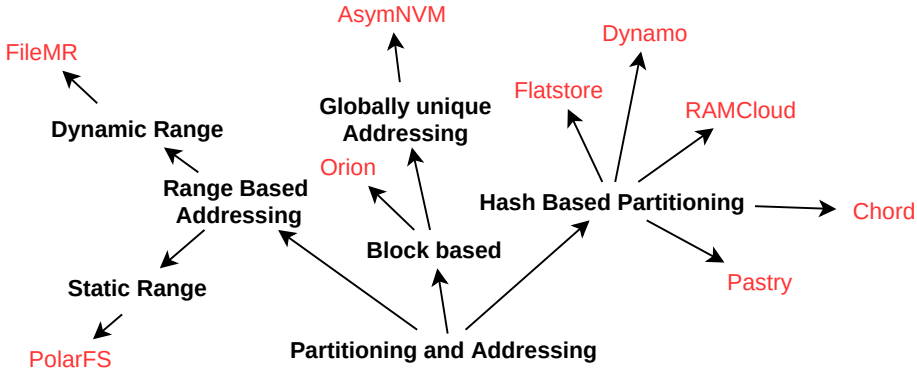 AsymNVM
Dynamo
FileMR
Flatstore
Globally unique
Addressing
RAMCloud
Dynamic Range
Orion
Range Based
Addressing
Hash Based Partitioning
Chord
Block based
Static Range
Pastry
Partitioning and Addressing
PolarFS